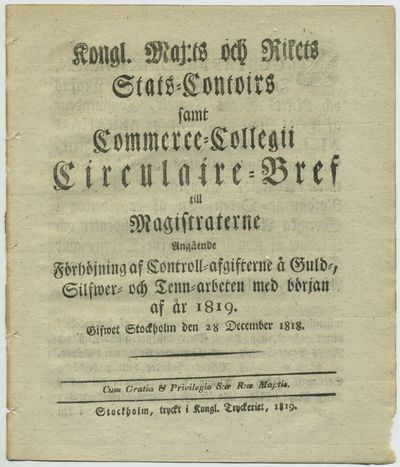 Kongl. Maj:ts och Rikets
Stats-Contoirs
samt
Commerce-Collegii
Circulaire-Bref
till
Magistraterne
Angående
Förhöjning af Controll-afgifterne å Guld-,
Silfwer- och Tenn-arbeten med början
af år 1819.
Gifwet Stockholm den 28 December 1818.
Cum Gratia & Privilegio S:æ R:æ Maj:tis.
Stockholm, tryckt i Kongl. Tryckeriet, 1819.